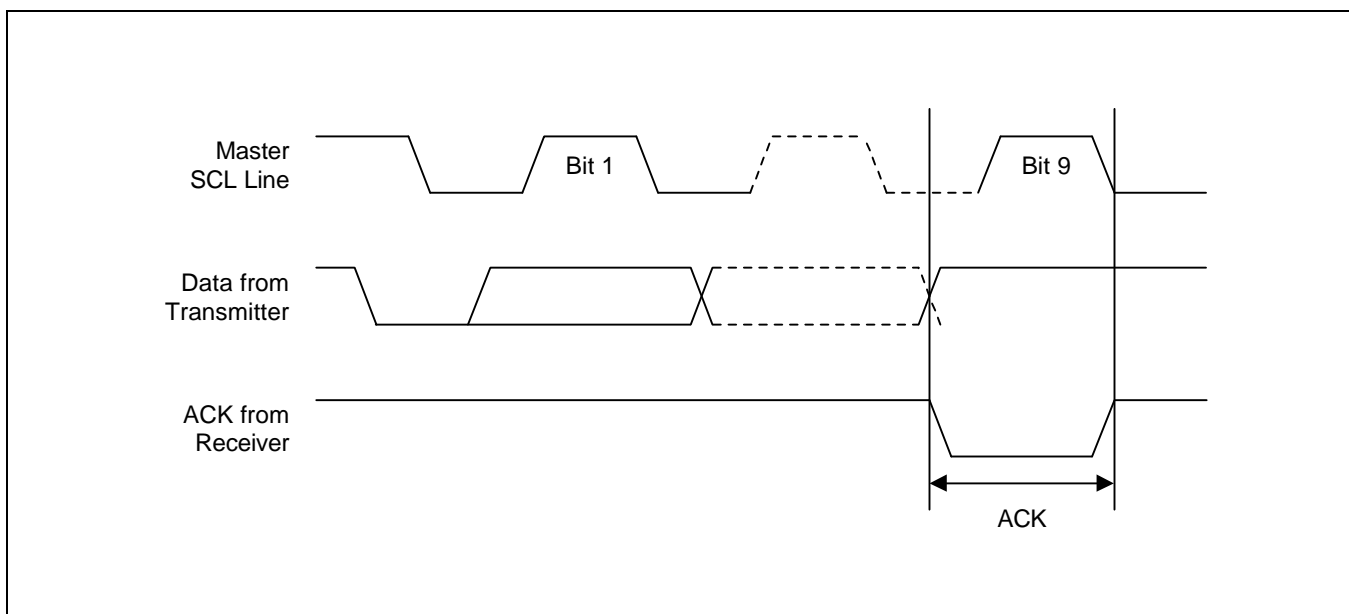 Master
SCL Line
Bit 1
Bit 9
Data from
Transmitter
ACK from
Receiver
ACK